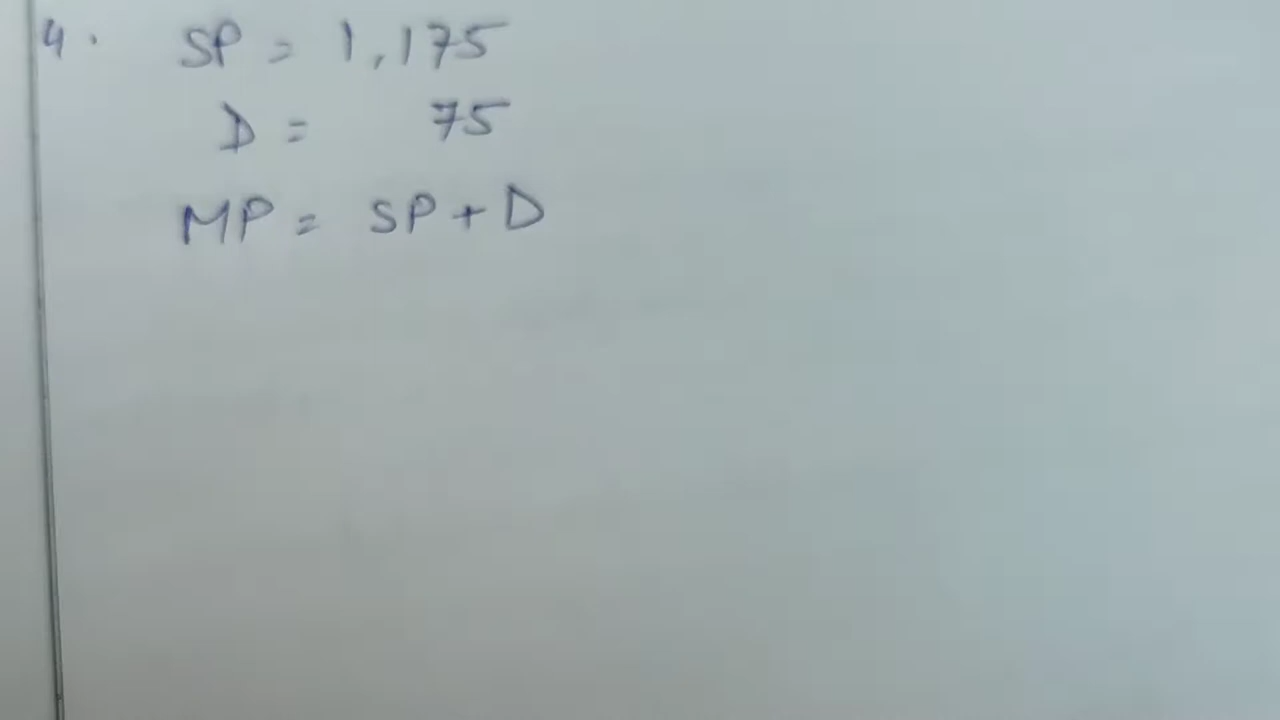 4. SP = 1,175
D = 75
MP = SP + D